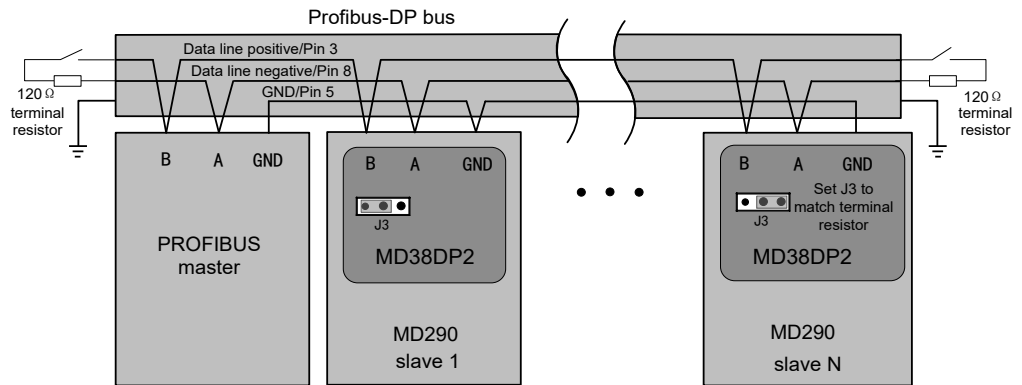 Profibus-DP bus
Data line positive/Pin 3
Data line negative/Pin 8
GND/Pin 5
120 Ω
terminal
resistor
120 Ω
terminal
resistor
B A GND
PROFIBUS
master
B A GND
J3
MD38DP2
MD290
slave 1
B A GND
Set J3 to
match terminal
resistor
J3
MD38DP2
MD290
slave N